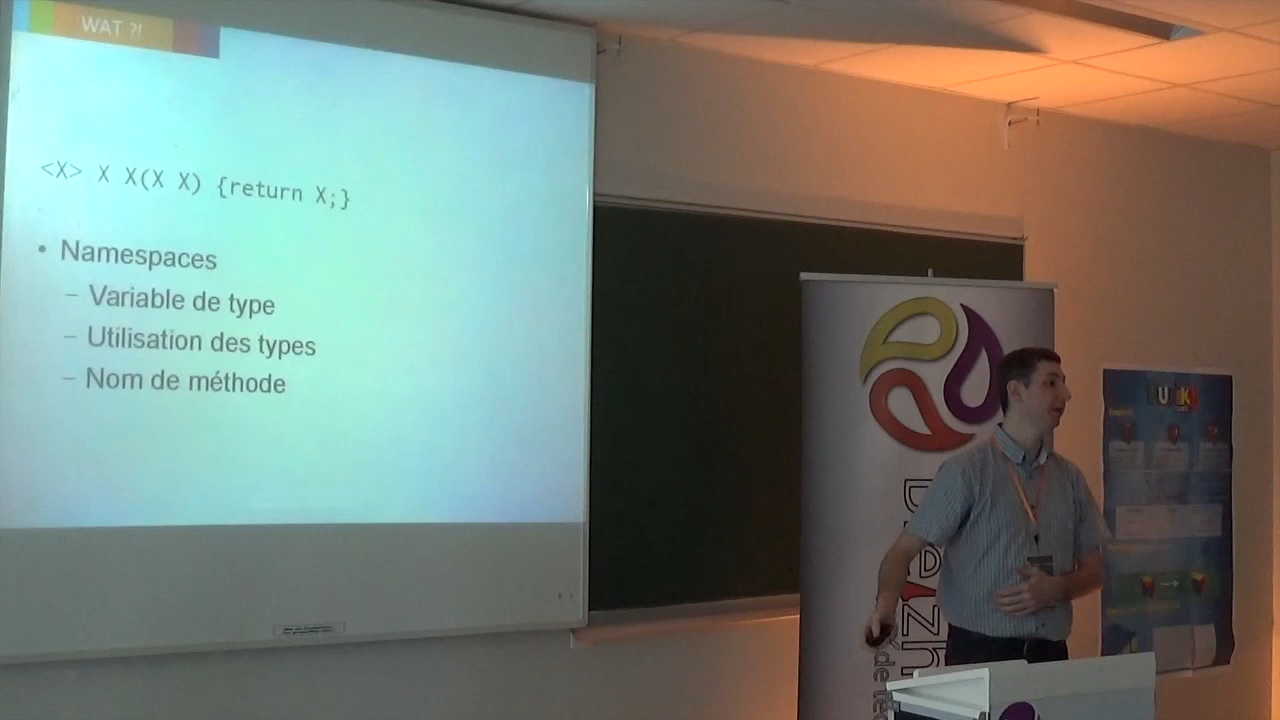 WAT ?!
<X> X X(X X) {return X;}
• Namespaces
– Variable de type
– Utilisation des types
– Nom de méthode